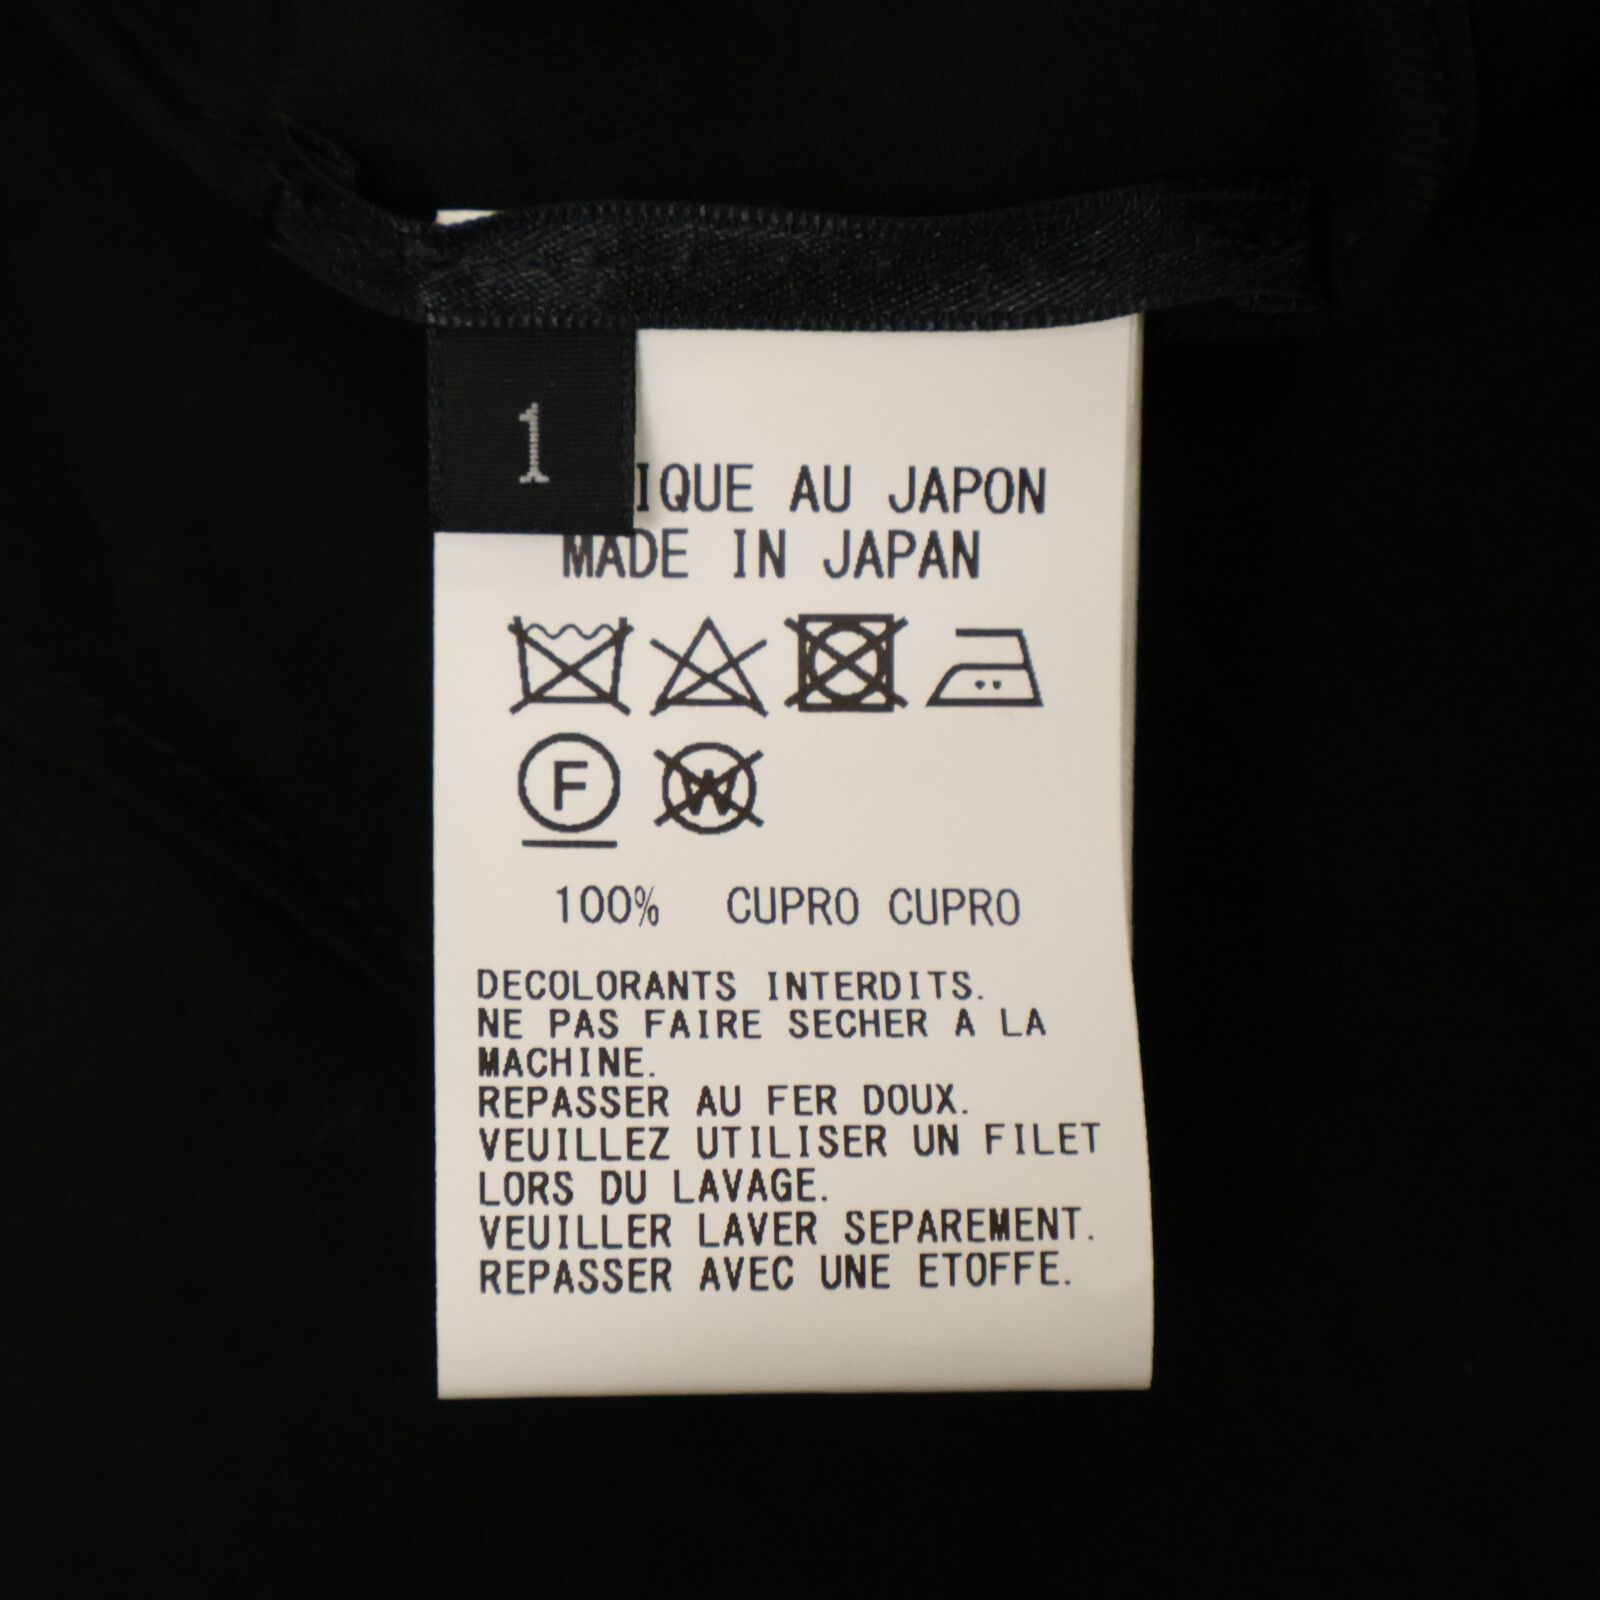 1
AU JAPON
MADE IN JAPAN
F
W
100% CUPRO CUPRO
DECOLORANTS INTERDITS.
NE PAS FAIRE SECHER A LA
MACHINE.
REPASSER AU FER DOUX.
VEUILLEZ UTILISER UN FILET
LORS DU LAVAGE.
VEUILLER LAVER SEPAREMENT.
REPASSER AVEC UNE ETOFFE.